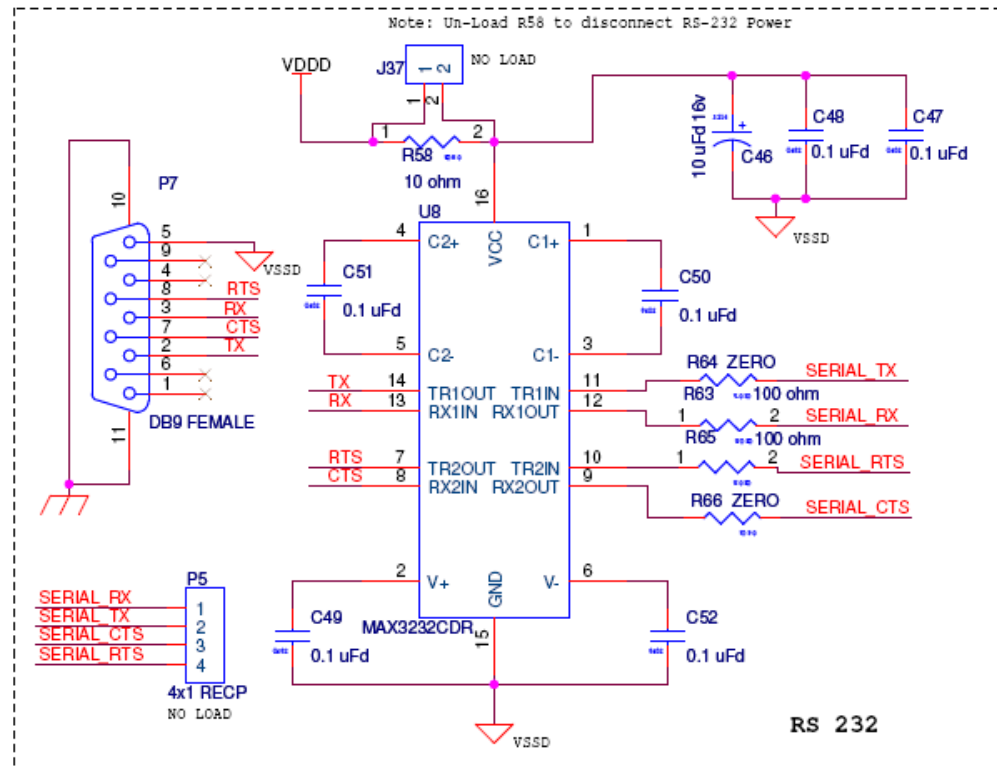 Note: Un-Load R58 to disconnect RS-232 Power
J37
1 2
NO LOAD
VDDD
1 2
1 2
R58
10 ohm
10 uFd 16v
+
C46
C48
0.1 uFd
C47
0.1 uFd
VSSD
P7
10
5
9
4
8 RTS
3 RX
7 CTS
2 TX
6
1
11
VSSD
DB9 FEMALE
U8
16
VCC
4 C2+
C1+ 1
C51
0.1 uFd
C50
0.1 uFd
5 C2-
C1- 3
TX 14 TR1OUT
RX 13 RX1IN
TR1IN 11
RX1OUT 12
RTS 7 TR2OUT
CTS 8 RX2IN
TR2IN 10
RX2OUT 9
R64 ZERO
SERIAL_TX
R63 100 ohm
1 2
SERIAL_RX
R65 100 ohm
1 2
SERIAL_RTS
R66 ZERO
SERIAL_CTS
2 V+
GND
V- 6
MAX3232CDR
15
C49
0.1 uFd
C52
0.1 uFd
VSSD
P5
SERIAL_RX 1
SERIAL_TX 2
SERIAL_CTS 3
SERIAL_RTS 4
4x1 RECP
NO LOAD
RS 232